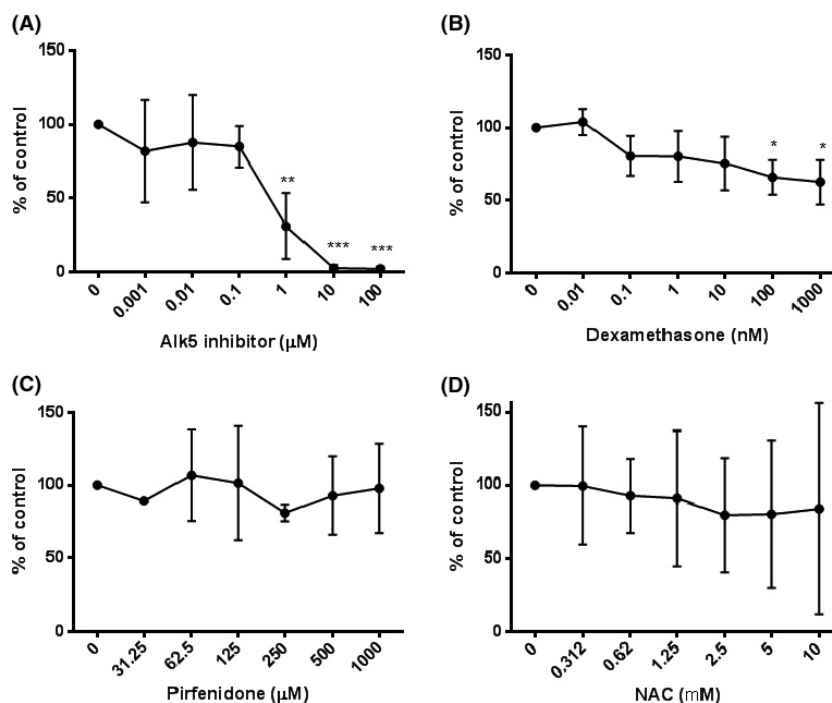 (A)
150
100
50
0
% of control
**
***
***
0 0.001 0.01 0.1 1 10 100
Alk5 inhibitor (μM)
(B)
150
100
50
0
% of control
*
*
0 0.01 0.1 1 10 100 1000
Dexamethasone (nM)
(C)
150
100
50
0
% of control
0 31.25 62.5 125 250 500 1000
Pirfenidone (μM)
(D)
150
100
50
0
% of control
0 0.312 0.62 1.25 2.5 5 10
NAC (mM)